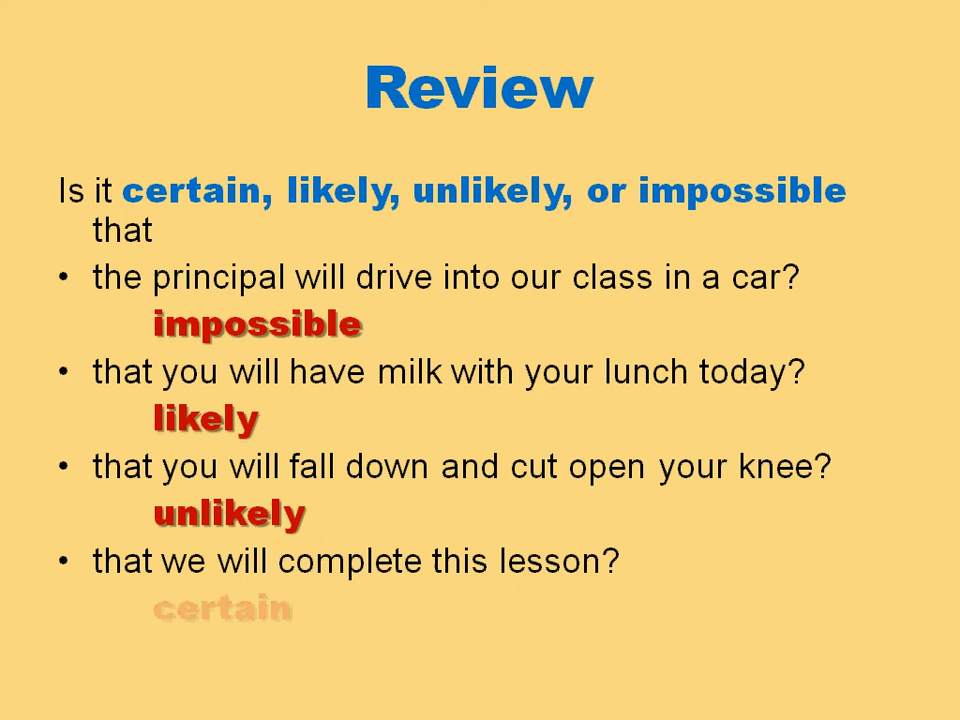 Review
Is it certain, likely, unlikely, or impossible
that
• the principal will drive into our class in a car?
impossible
• that you will have milk with your lunch today?
likely
• that you will fall down and cut open your knee?
unlikely
• that we will complete this lesson?
certain